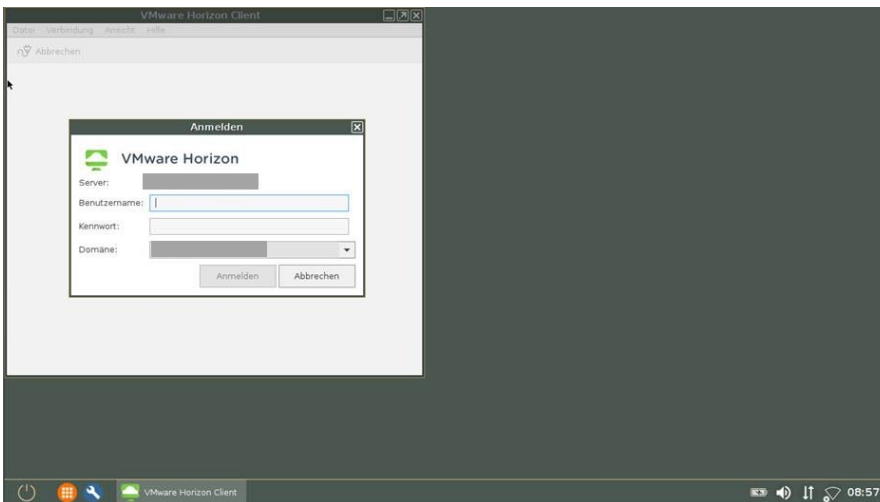 VMware Horizon Client
Datei Verbindung Ansicht Hilfe
Abbrechen
Anmelden
VMware Horizon
Server:
Benutzername:
Kennwort:
Domäne:
Anmelden Abbrechen
VMware Horizon Client 08:57